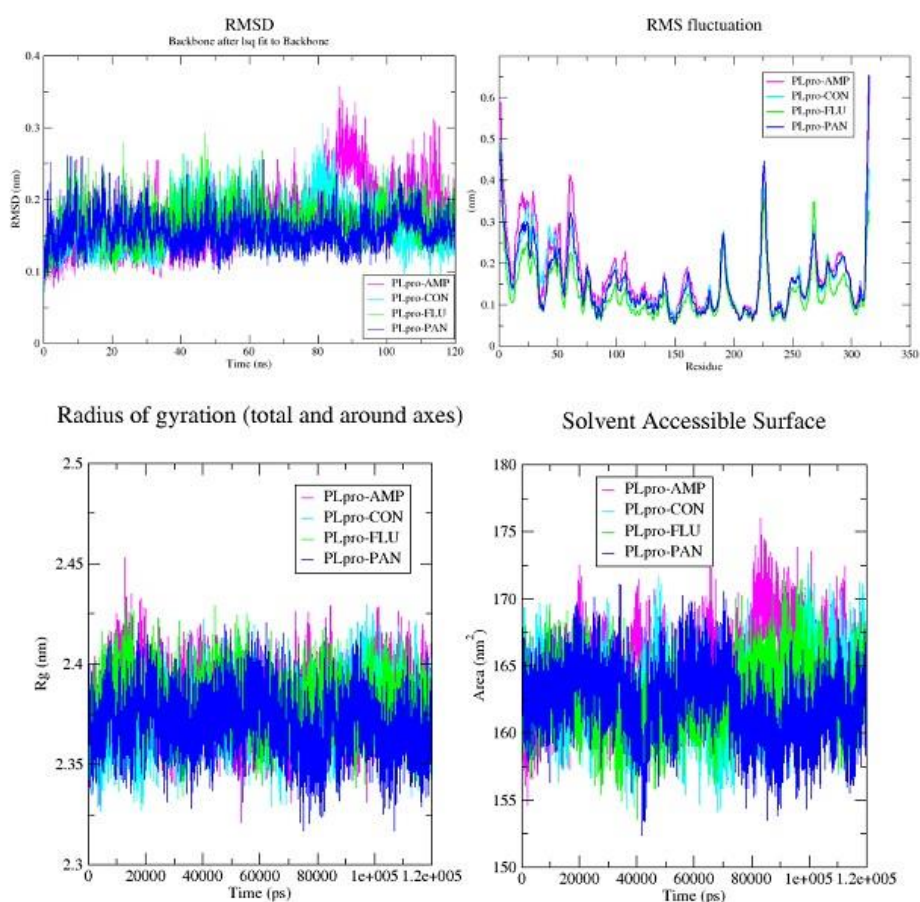 RMSD
Backbone after lsq fit to Backbone
0.4
0.3
0.2
0.1
0
RMSD (nm)
0 20 40 60 80 100 120
Time (ns)
PLpro-AMP
PLpro-CON
PLpro-FLU
PLpro-PAN
RMS fluctuation
0.6
0.5
0.4
0.3
0.2
0.1
0
(nm)
0 50 100 150 200 250 300 350
Residue
PLpro-AMP
PLpro-CON
PLpro-FLU
PLpro-PAN
Radius of gyration (total and around axes)
2.5
2.45
2.4
2.35
2.3
Rg (nm)
0 20000 40000 60000 80000 1e+005 1.2e+005
Time (ps)
PLpro-AMP
PLpro-CON
PLpro-FLU
PLpro-PAN
Solvent Accessible Surface
180
175
170
165
160
155
150
Area (nm²)
0 20000 40000 60000 80000 1e+005 1.2e+005
Time (ps)
PLpro-AMP
PLpro-CON
PLpro-FLU
PLpro-PAN